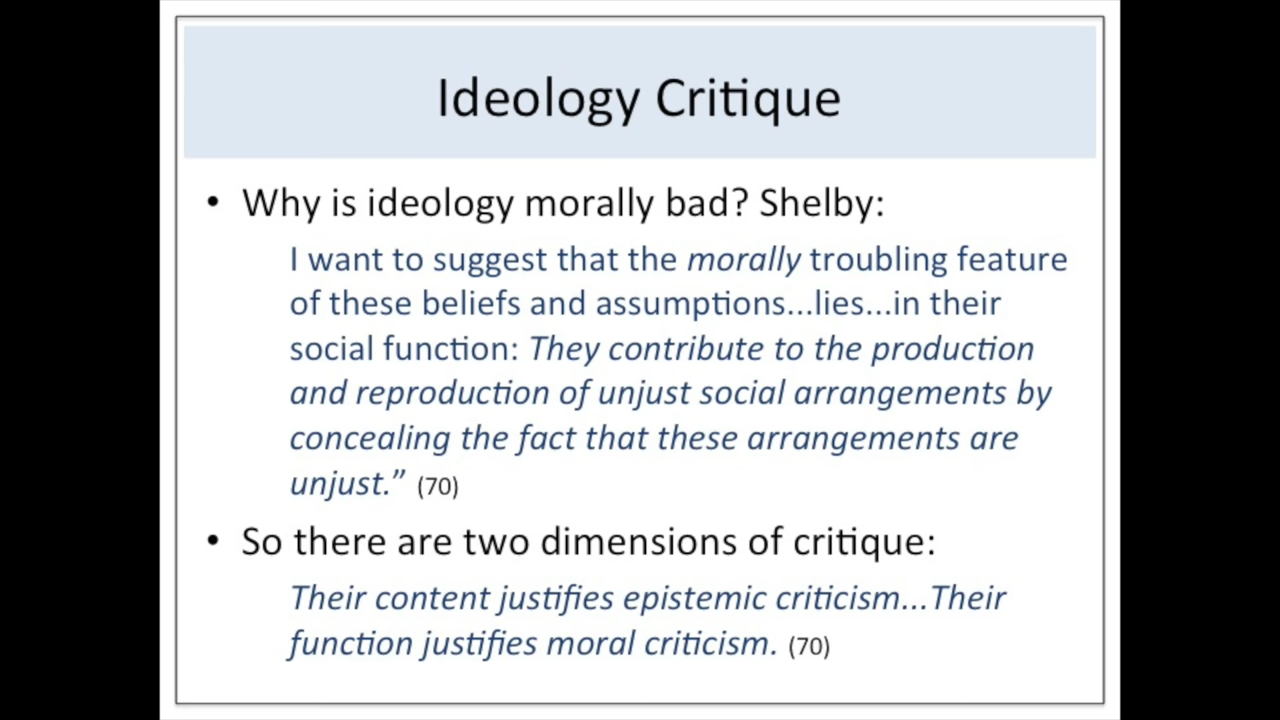 Ideology Critique
• Why is ideology morally bad? Shelby:
I want to suggest that the morally troubling feature
of these beliefs and assumptions...lies...in their
social function: They contribute to the production
and reproduction of unjust social arrangements by
concealing the fact that these arrangements are
unjust.” (70)
• So there are two dimensions of critique:
Their content justifies epistemic criticism...Their
function justifies moral criticism. (70)